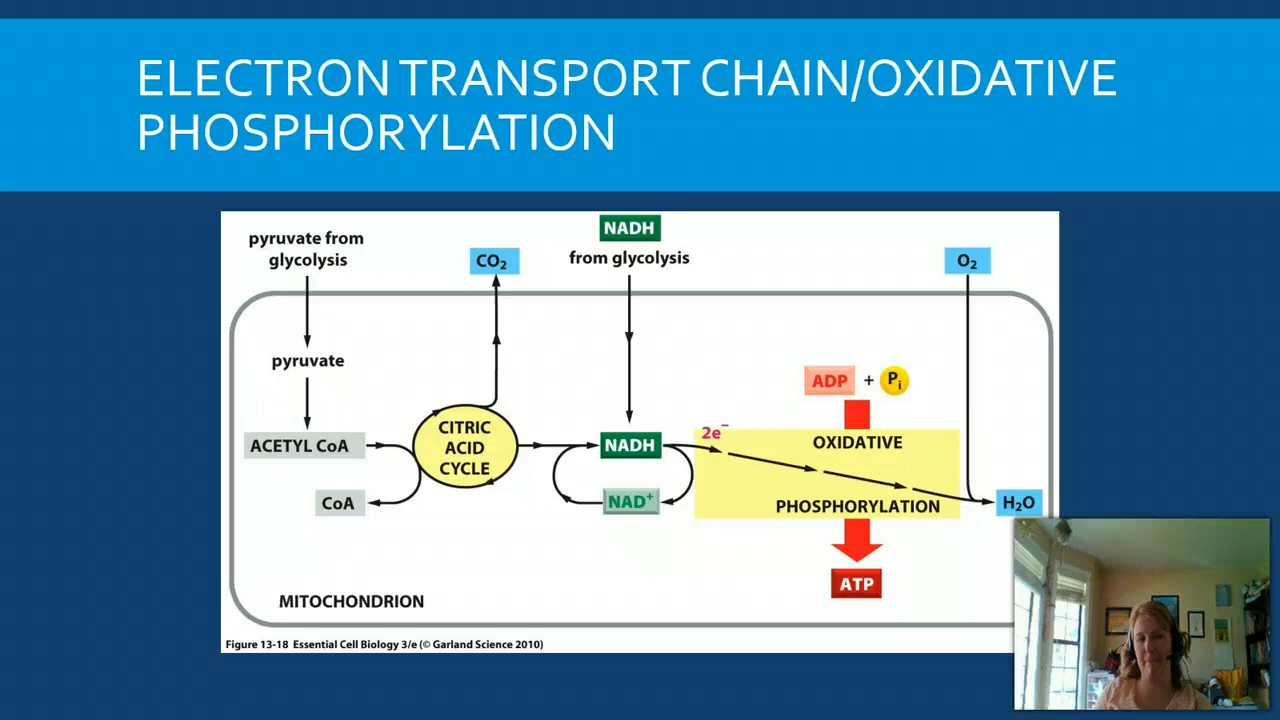 ELECTRON TRANSPORT CHAIN/OXIDATIVE
PHOSPHORYLATION
pyruvate from
glycolysis
CO₂
NADH
from glycolysis
O₂
pyruvate
ADP + Pᵢ
ACETYL CoA
CITRIC
ACID
CYCLE
NADH
2e⁻
OXIDATIVE
CoA
NAD⁺
PHOSPHORYLATION
H₂O
ATP
MITOCHONDRION
Figure 13-18 Essential Cell Biology 3/e (© Garland Science 2010)